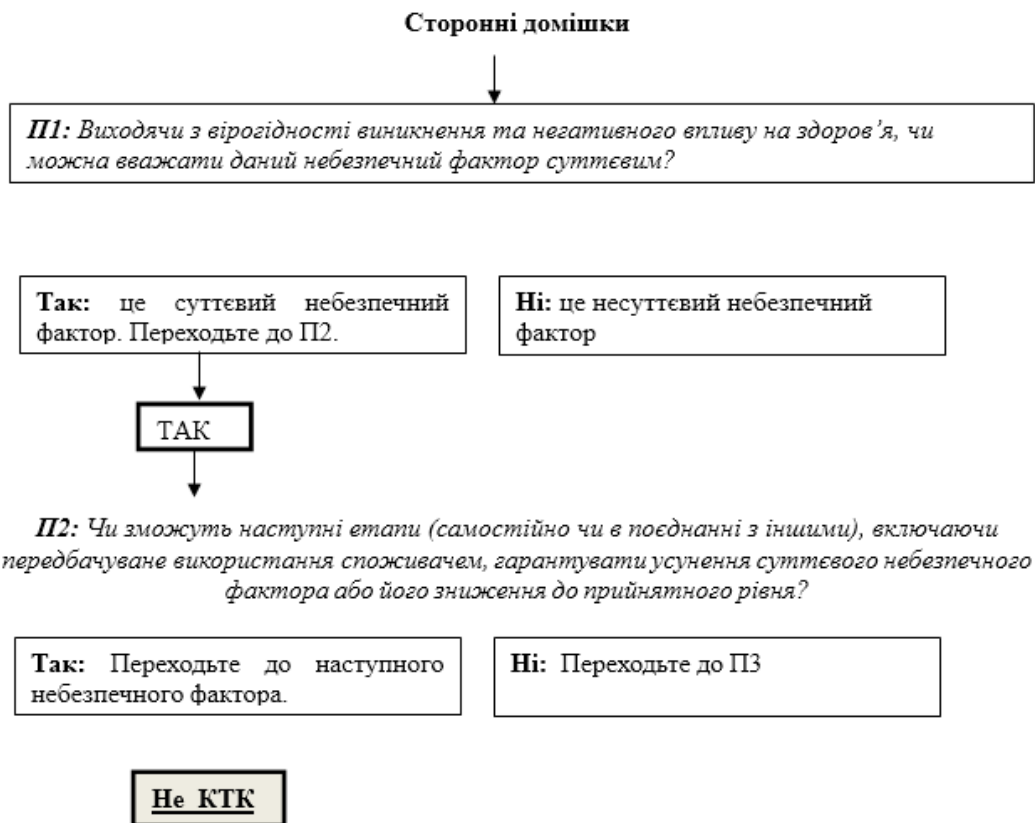 Сторонні домішки
П1: Виходячи з вірогідності виникнення та негативного впливу на здоров’я, чи
можна вважати даний небезпечний фактор суттєвим?
Так: це суттєвий небезпечний
фактор. Переходьте до П2.
Ні: це несуттєвий небезпечний
фактор
ТАК
П2: Чи зможуть наступні етапи (самостійно чи в поєднанні з іншими), включаючи
передбачуване використання споживачем, гарантувати усунення суттєвого небезпечного
фактора або його зниження до прийнятного рівня?
Так: Переходьте до наступного
небезпечного фактора.
Ні: Переходьте до П3
Не КТК